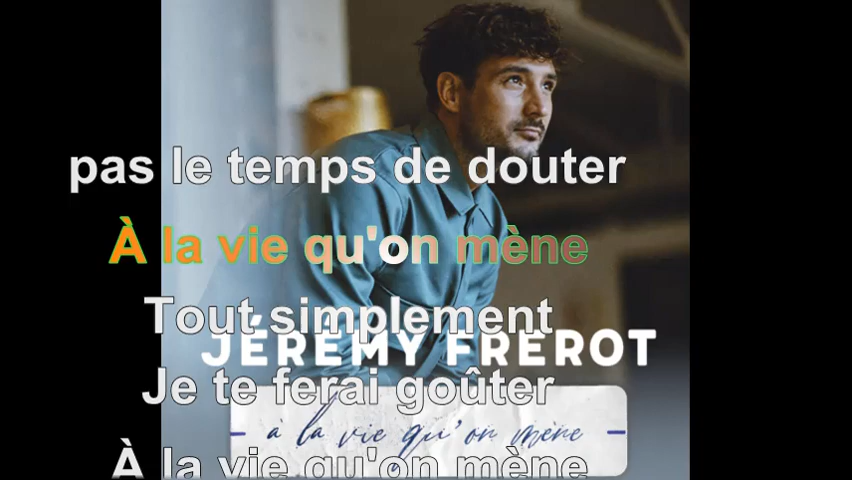 pas le temps de douter
À la vie qu'on mène
Tout simplement
JÉRÉMY FREROT
Je te ferai goûter
à la vie qu'on mène
À la vie qu'on mène